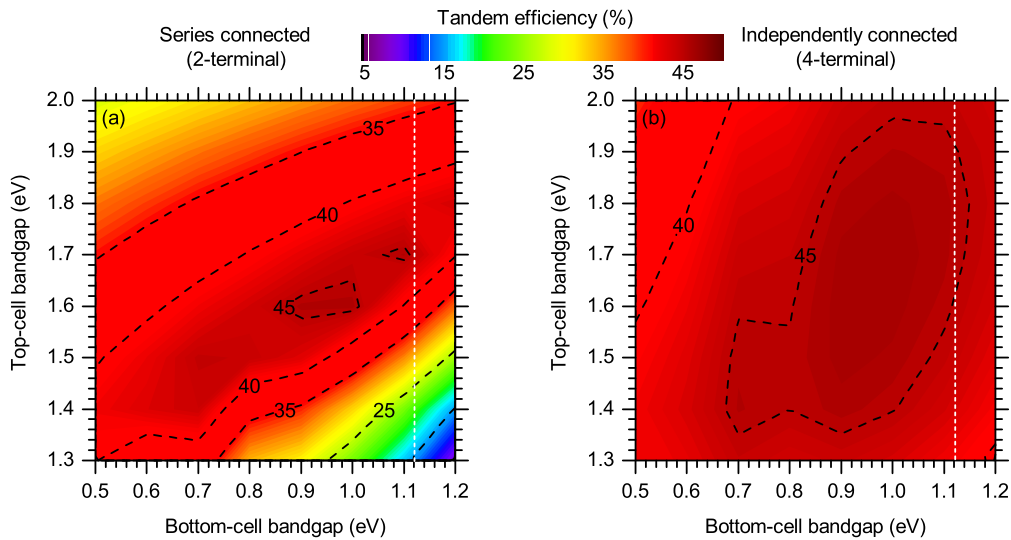 Tandem efficiency (%)
Series connected
(2-terminal)
5 15 25 35 45
Independently connected
(4-terminal)
(a)
2.0
1.9
1.8
1.7
1.6
1.5
1.4
1.3
Top-cell bandgap (eV)
35
40
45
40
35
25
0.5 0.6 0.7 0.8 0.9 1.0 1.1 1.2
Bottom-cell bandgap (eV)
(b)
2.0
1.9
1.8
1.7
1.6
1.5
1.4
1.3
Top-cell bandgap (eV)
40
45
0.5 0.6 0.7 0.8 0.9 1.0 1.1 1.2
Bottom-cell bandgap (eV)